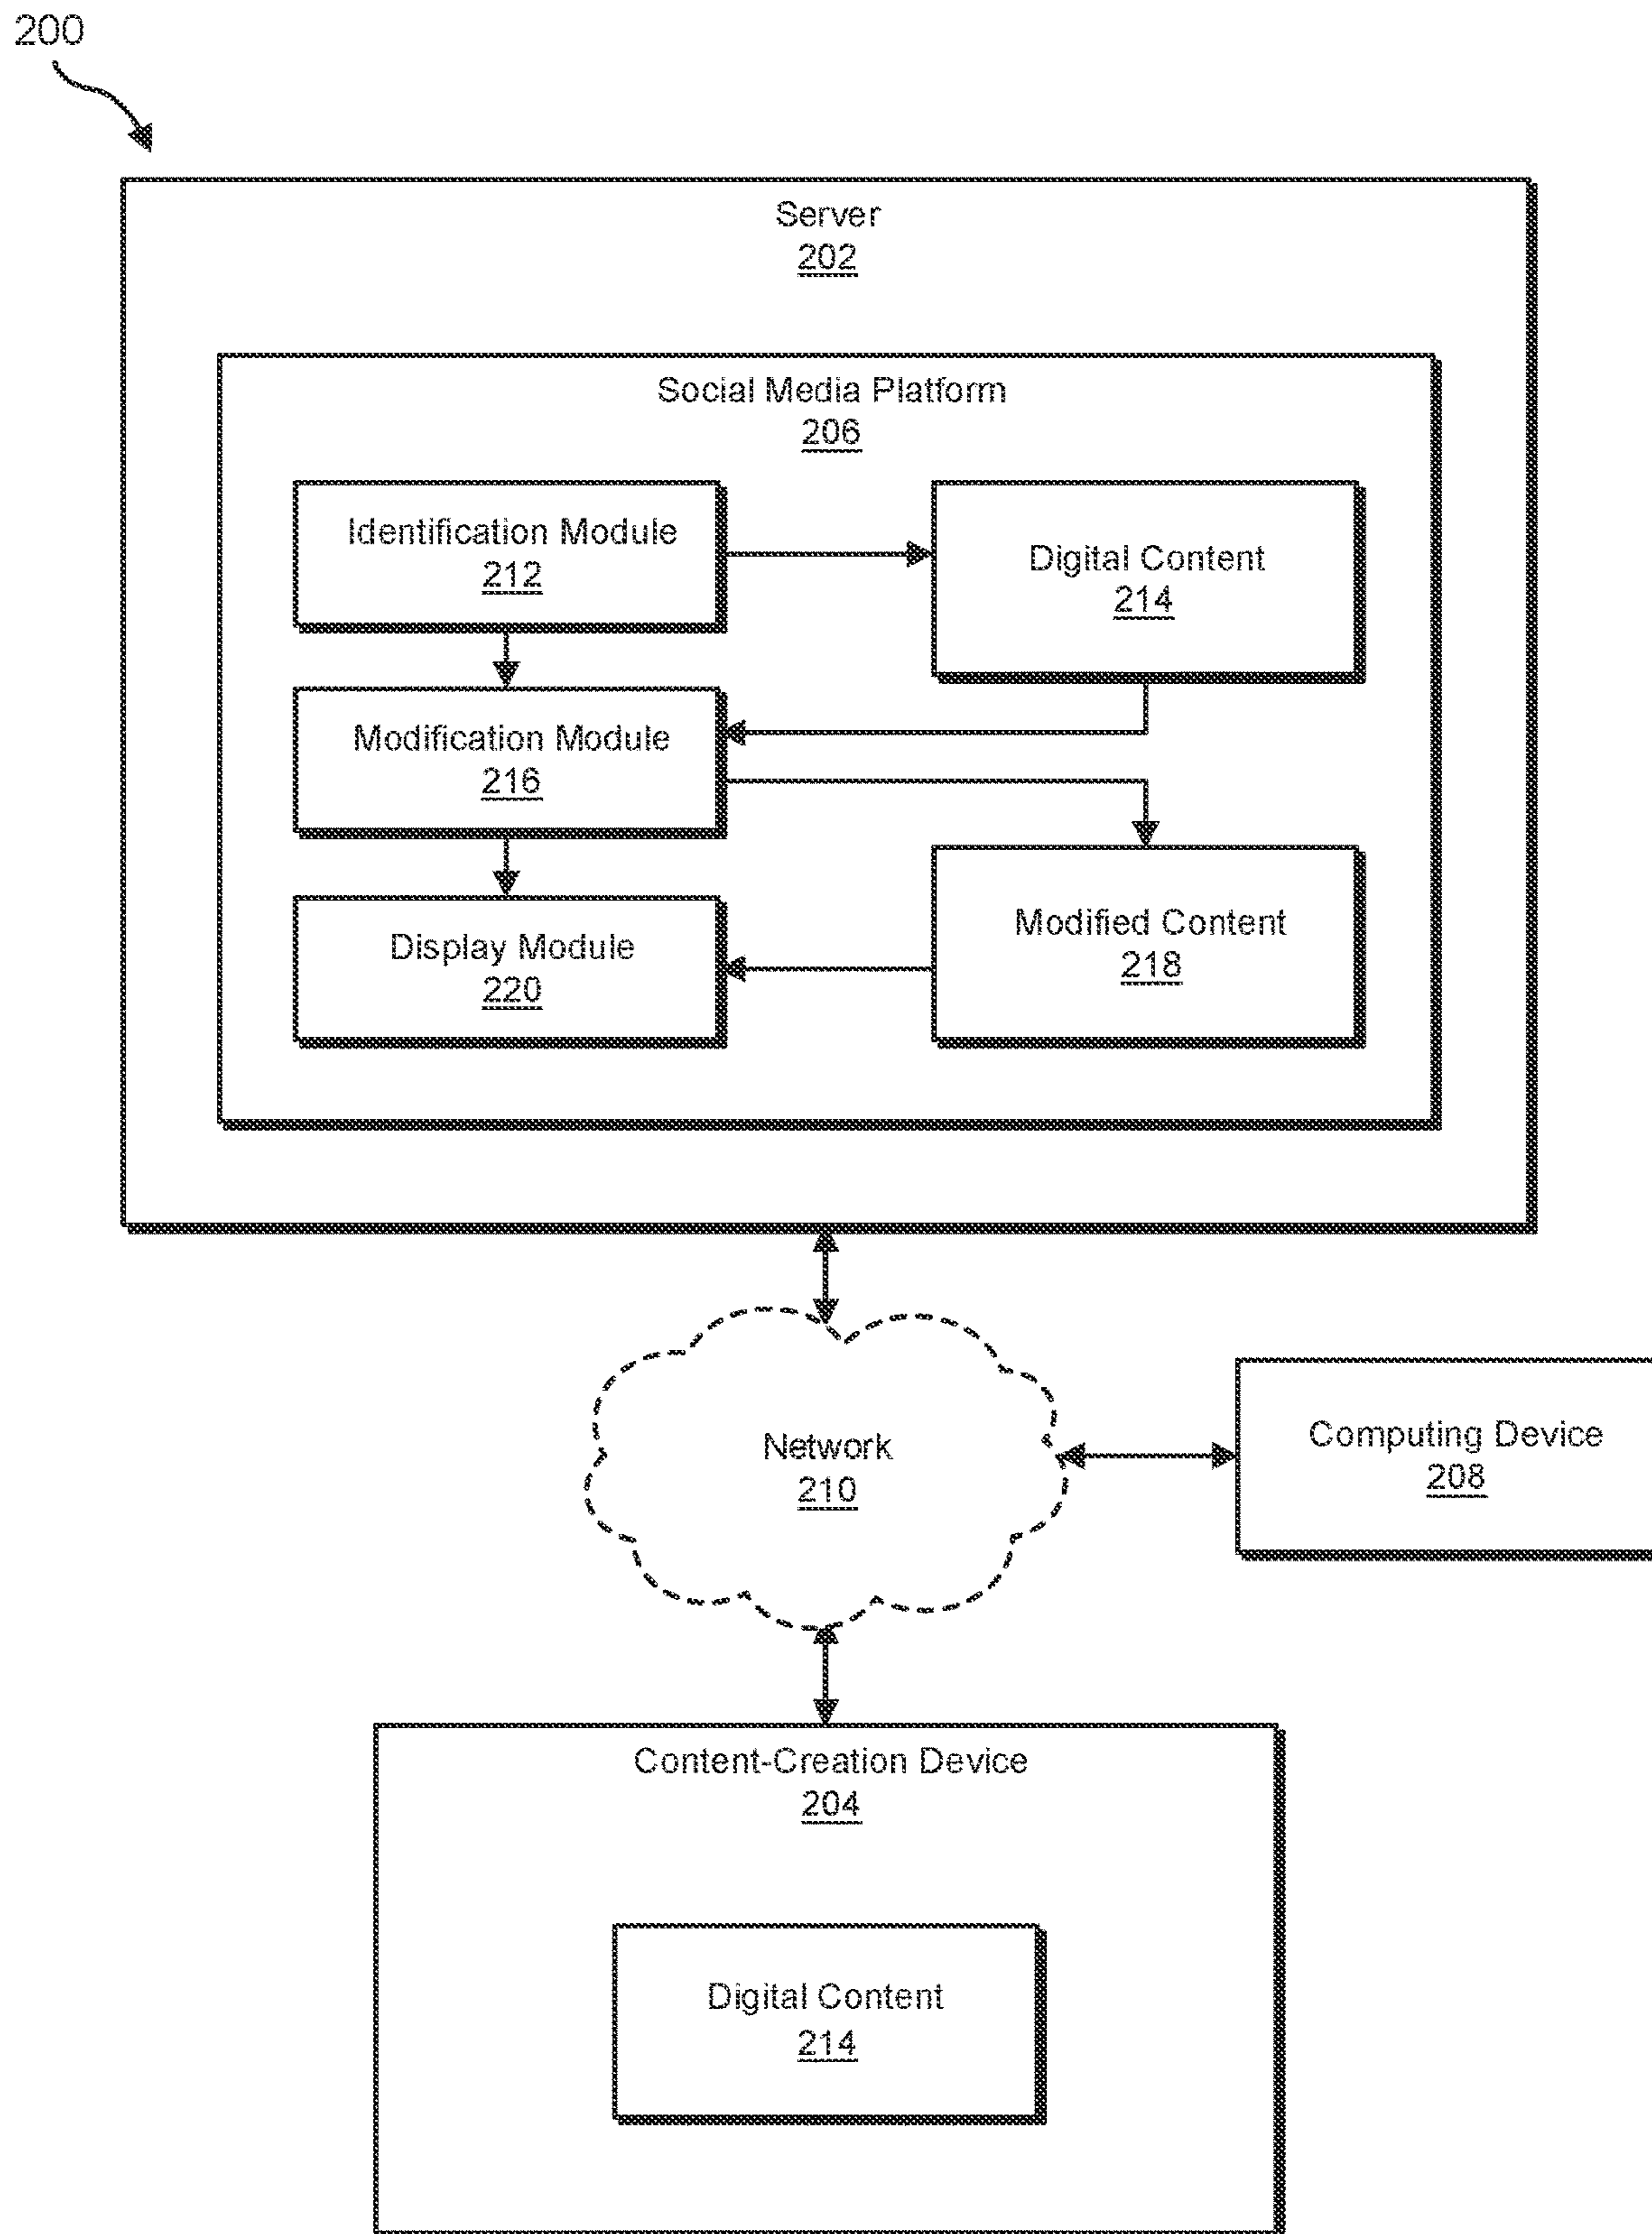 200
Server
202
Social Media Platform
206
Identification Module
212
Digital Content
214
Modification Module
216
Modified Content
218
Display Module
220
Network
210
Computing Device
208
Content-Creation Device
204
Digital Content
214